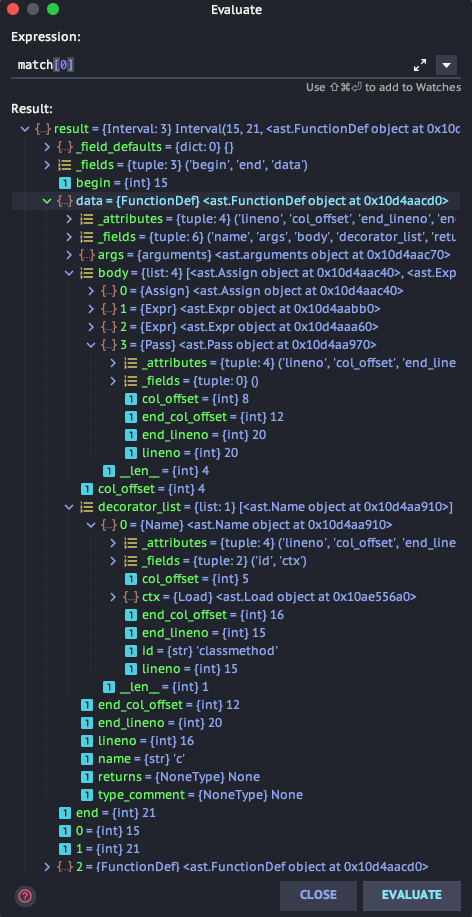 Evaluate
Expression:
match[0]
Use ⇧⌘⏎ to add to Watches
Result:
result = {Interval: 3} Interval(15, 21, <ast.FunctionDef object at 0x10d
_field_defaults = {dict: 0} {}
_fields = {tuple: 3} ('begin', 'end', 'data')
begin = {int} 15
data = {FunctionDef} <ast.FunctionDef object at 0x10d4aacd0>
_attributes = {tuple: 4} ('lineno', 'col_offset', 'end_lineno', 'en
_fields = {tuple: 6} ('name', 'args', 'body', 'decorator_list', 'retu
args = {arguments} <ast.arguments object at 0x10d4aac70>
body = {list: 4} [<ast.Assign object at 0x10d4aac40>, <ast.Exp
0 = {Assign} <ast.Assign object at 0x10d4aac40>
1 = {Expr} <ast.Expr object at 0x10d4aabb0>
2 = {Expr} <ast.Expr object at 0x10d4aaa60>
3 = {Pass} <ast.Pass object at 0x10d4aa970>
_attributes = {tuple: 4} ('lineno', 'col_offset', 'end_line
_fields = {tuple: 0} ()
col_offset = {int} 8
end_col_offset = {int} 12
end_lineno = {int} 20
lineno = {int} 20
__len__ = {int} 4
col_offset = {int} 4
decorator_list = {list: 1} [<ast.Name object at 0x10d4aa910>]
0 = {Name} <ast.Name object at 0x10d4aa910>
_attributes = {tuple: 4} ('lineno', 'col_offset', 'end_line
_fields = {tuple: 2} ('id', 'ctx')
col_offset = {int} 5
ctx = {Load} <ast.Load object at 0x10ae556a0>
end_col_offset = {int} 16
end_lineno = {int} 15
id = {str} 'classmethod'
lineno = {int} 15
__len__ = {int} 1
end_col_offset = {int} 12
end_lineno = {int} 20
lineno = {int} 16
name = {str} 'c'
returns = {NoneType} None
type_comment = {NoneType} None
end = {int} 21
0 = {int} 15
1 = {int} 21
2 = {FunctionDef} <ast.FunctionDef object at 0x10d4aacd0>
CLOSE
EVALUATE